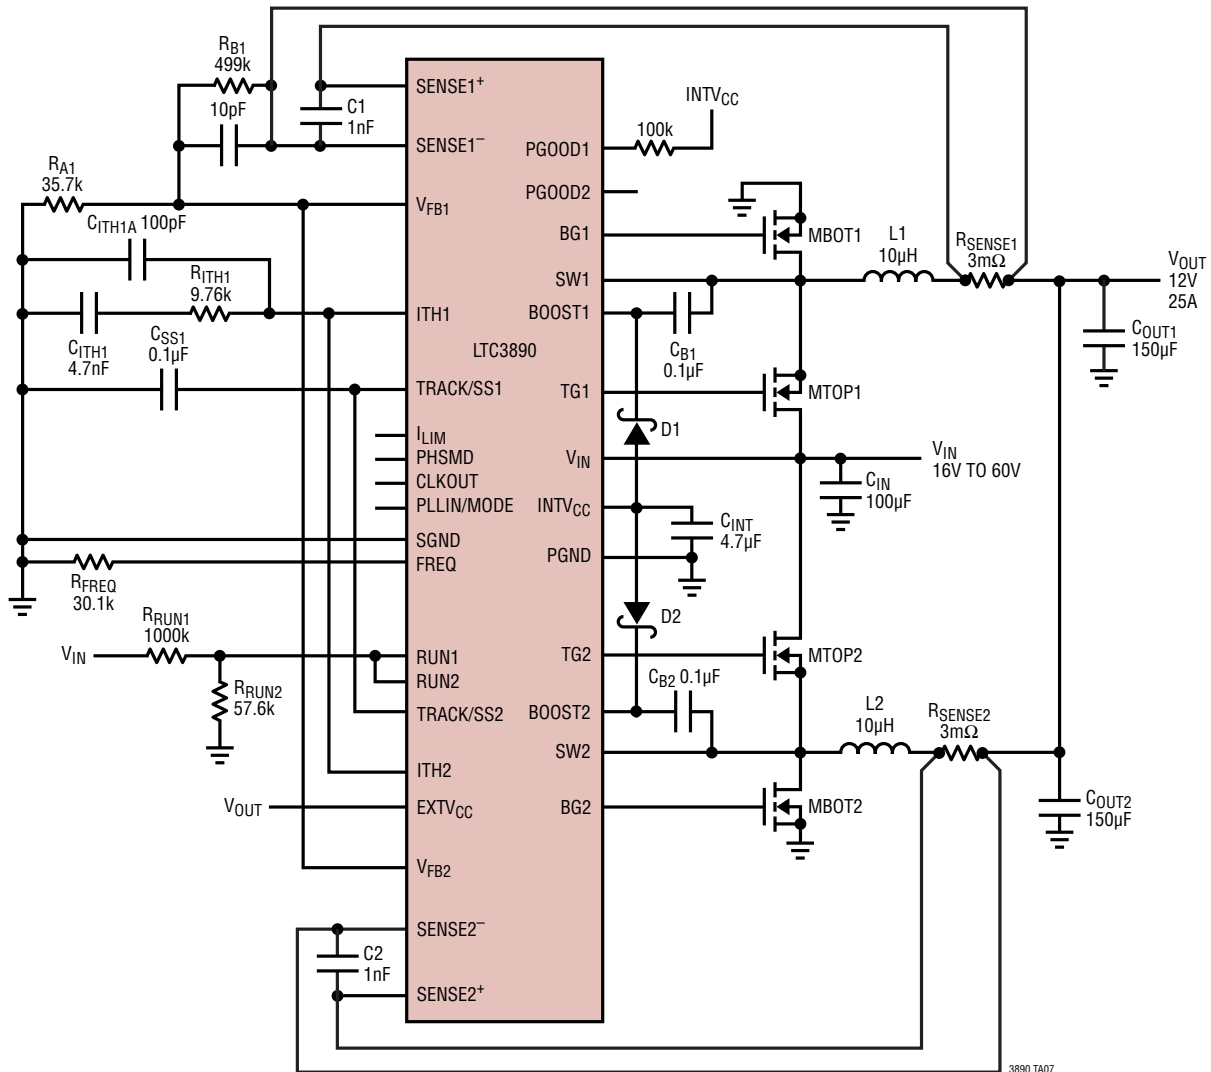 RB1
499k
10pF
C1
1nF
RA1
35.7k
CITH1A 100pF
RITH1
9.76k
CITH1
4.7nF
CSS1
0.1µF
RFREQ
30.1k
VIN
RRUN1
1000k
RRUN2
57.6k
VOUT
C2
1nF
SENSE1+
SENSE1–
VFB1
ITH1
LTC3890
TRACK/SS1
ILIM
PHSMD
CLKOUT
PLLIN/MODE
SGND
FREQ
RUN1
RUN2
TRACK/SS2
ITH2
EXTVCC
VFB2
SENSE2–
SENSE2+
PGOOD1
PGOOD2
BG1
SW1
BOOST1
TG1
VIN
INTVCC
PGND
TG2
BOOST2
SW2
BG2
100k
INTVCC
MBOT1
L1
10µH
RSENSE1
3mΩ
VOUT
12V
25A
COUT1
150µF
CB1
0.1µF
MTOP1
D1
VIN
16V TO 60V
CIN
100µF
CINT
4.7µF
D2
MTOP2
CB2 0.1µF
L2
10µH
RSENSE2
3mΩ
MBOT2
COUT2
150µF
3890 TA07